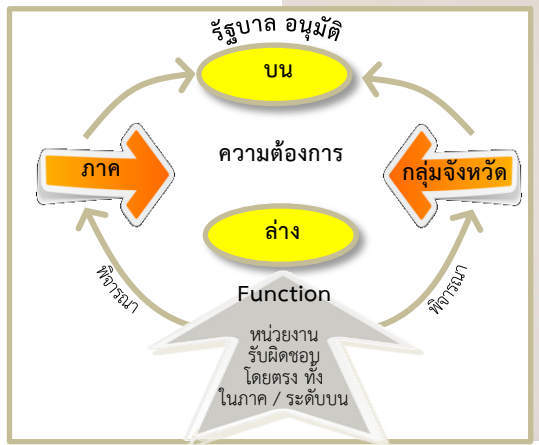 รัฐบาล อนุมัติ
บน
ความต้องการ
ภาค
กลุ่มจังหวัด
ล่าง
พิจารณา
พิจารณา
Function
หน่วยงาน
รับผิดชอบ
โดยตรง ทั้ง
ในภาค / ระดับบน